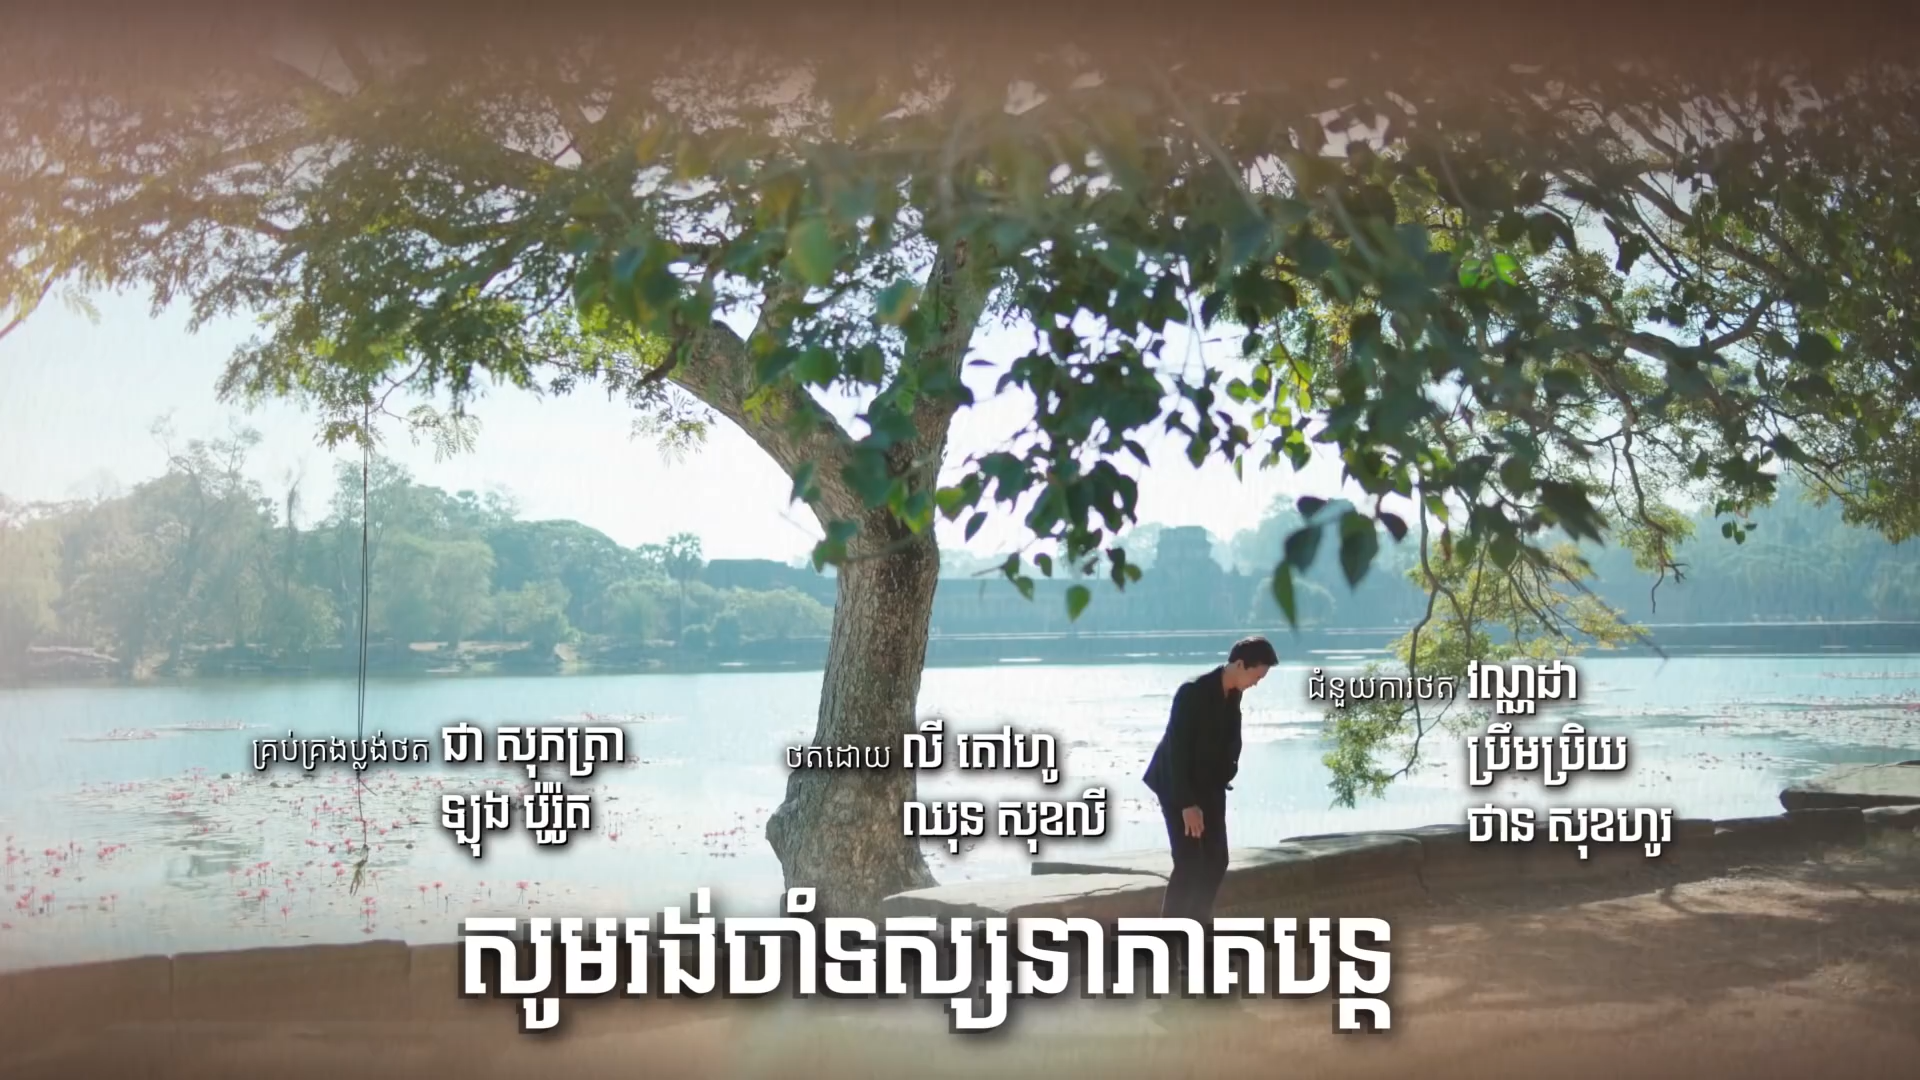 គ្រប់គ្រងប្លង់ថត ជា សុភត្រា
ឡុង ប៊ូរ៉ូត
ថតដោយ លី តៅហូ
ឈុន សុខលី
ជំនួយការថត វណ្ណដា
ប្រឹមប្រិយ
ថាន សុខហូរ
សូមរង់ចាំទស្សនាភាគបន្ត